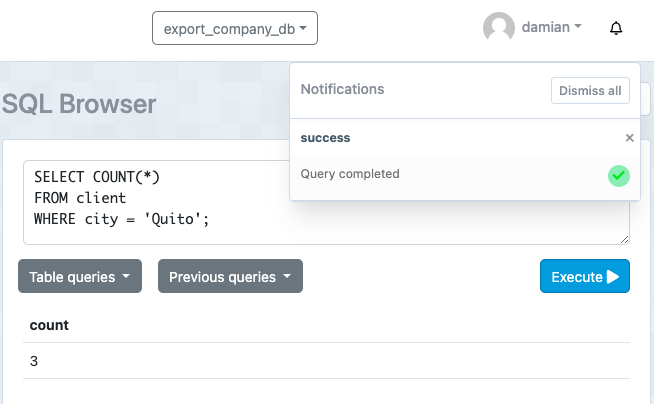 export_company_db
damian
SQL Browser
Notifications
Dismiss all
success
×
Query completed
SELECT COUNT(*)
FROM client
WHERE city = 'Quito';
Table queries
Previous queries
Execute
count
3